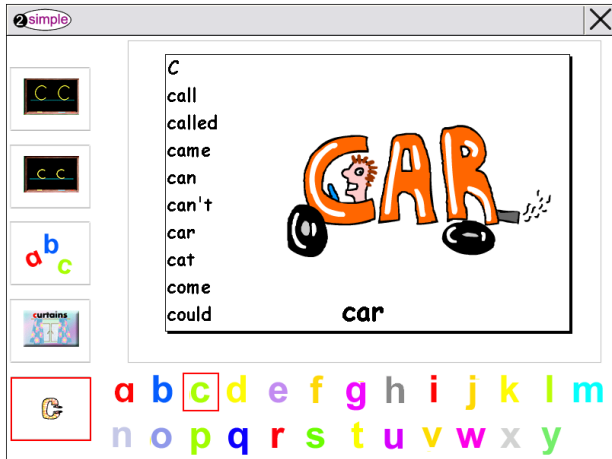 2simple
C C
c c
a b c
curtains
C
C
call
called
came
can
can't
car
cat
come
could
CAR
car
a b c d e f g h i j k l m
n o p q r s t u v w x y